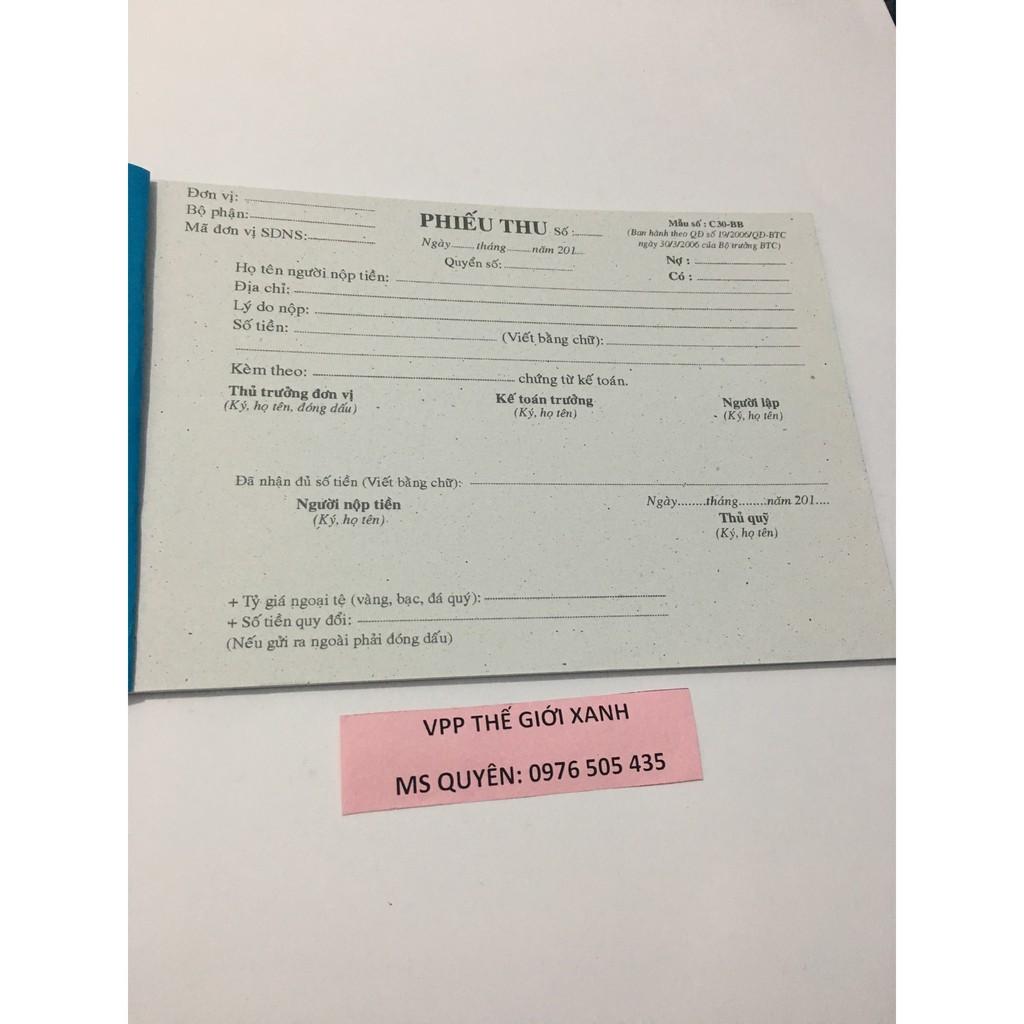 Đơn vị: ....................
Bộ phận:....................
Mã đơn vị SDNS:....................
PHIẾU THU Số :..........
Ngày........tháng........năm 201...
Quyển số:....................
Mẫu số : C30-BB
(Ban hành theo QĐ số 19/2006/QĐ-BTC
ngày 30/3/2006 của Bộ trưởng BTC)
Nợ : ....................
Có : ....................
Họ tên người nộp tiền: ....................
Địa chỉ: ....................
Lý do nộp: ....................
Số tiền: .................... (Viết bằng chữ):....................
....................
Kèm theo: .................... chứng từ kế toán.
Thủ trưởng đơn vị Kế toán trưởng Người lập
(Ký, họ tên, đóng dấu) (Ký, họ tên) (Ký, họ tên)
Đã nhận đủ số tiền (Viết bằng chữ): ....................
Người nộp tiền Ngày........tháng........năm 201....
(Ký, họ tên) Thủ quỹ
(Ký, họ tên)
+ Tỷ giá ngoại tệ (vàng, bạc, đá quý):....................
+ Số tiền quy đổi: ....................
(Nếu gửi ra ngoài phải đóng dấu)
VPP THẾ GIỚI XANH
MS QUYÊN: 0976 505 435